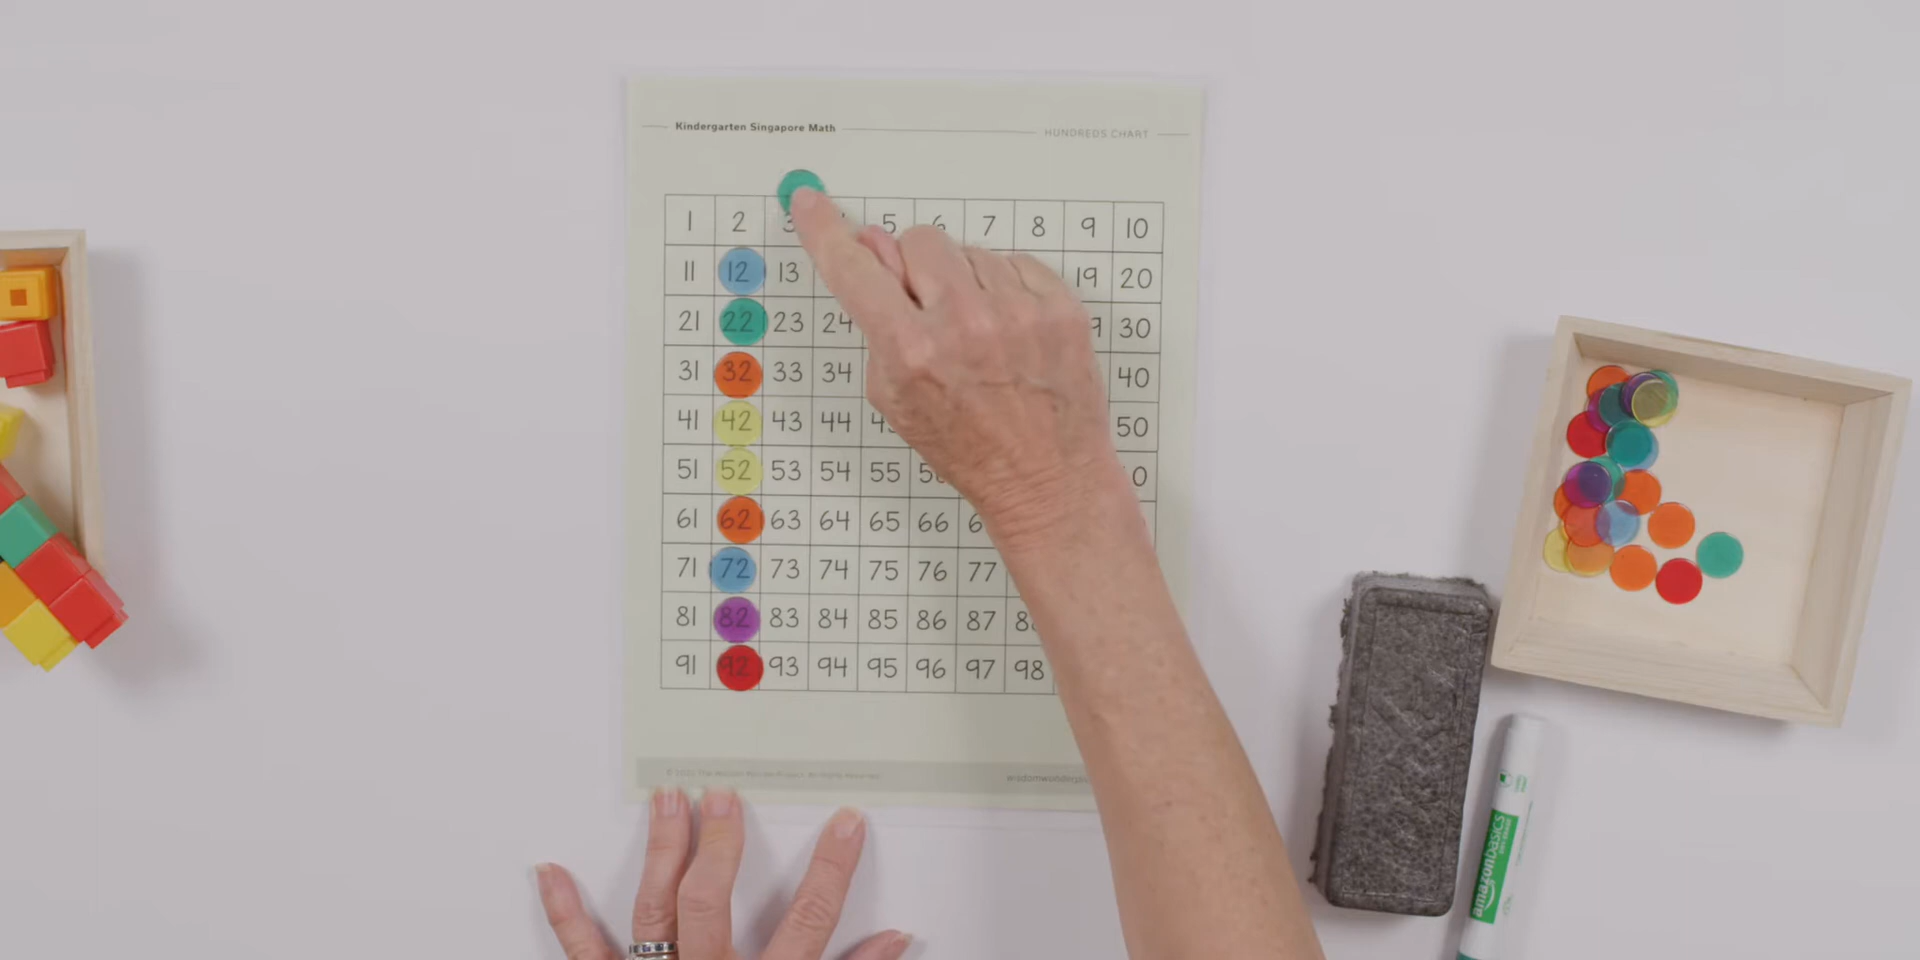 Kindergarten Singapore Math
HUNDREDS CHART
1 2 3 5 6 7 8 9 10
11 12 13 19 20
21 22 23 24 30
31 32 33 34 40
41 42 43 44 50
51 52 53 54 55
61 62 63 64 65 66
71 72 73 74 75 76 77
81 82 83 84 85 86 87
91 92 93 94 95 96 97 98
amazonbasics